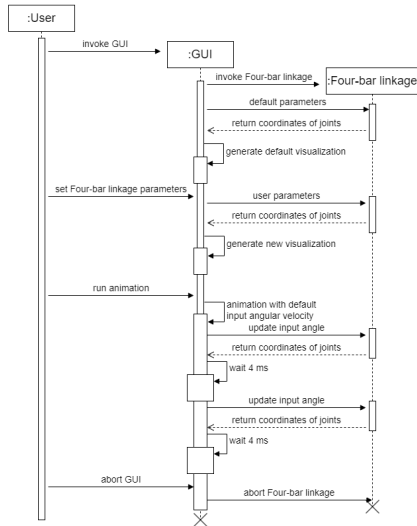 :User
invoke GUI
:GUI
invoke Four-bar linkage
:Four-bar linkage
default parameters
return coordinates of joints
generate default visualization
set Four-bar linkage parameters
user parameters
return coordinates of joints
generate new visualization
run animation
animation with default
input angular velocity
update input angle
return coordinates of joints
wait 4 ms
update input angle
return coordinates of joints
wait 4 ms
abort GUI
abort Four-bar linkage